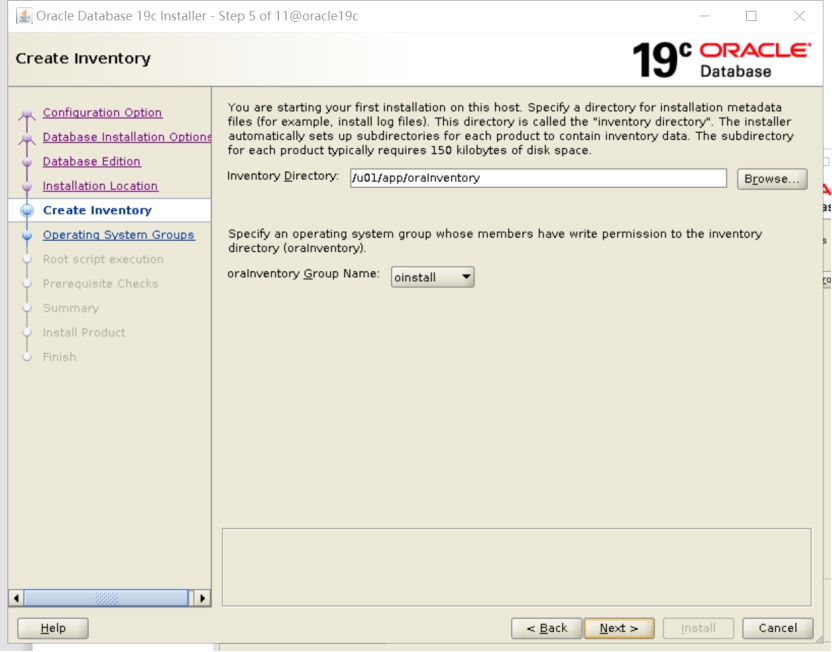 Oracle Database 19c Installer - Step 5 of 11@oracle19c
Create Inventory
19c ORACLE
Database
Configuration Option
Database Installation Options
Database Edition
Installation Location
Create Inventory
Operating System Groups
Root script execution
Prerequisite Checks
Summary
Install Product
Finish
You are starting your first installation on this host. Specify a directory for installation metadata
files (for example, install log files). This directory is called the "inventory directory". The installer
automatically sets up subdirectories for each product to contain inventory data. The subdirectory
for each product typically requires 150 kilobytes of disk space.
Inventory Directory: /u01/app/oraInventory Browse...
Specify an operating system group whose members have write permission to the inventory
directory (oraInventory).
oraInventory Group Name: oinstall
Help < Back Next > Install Cancel